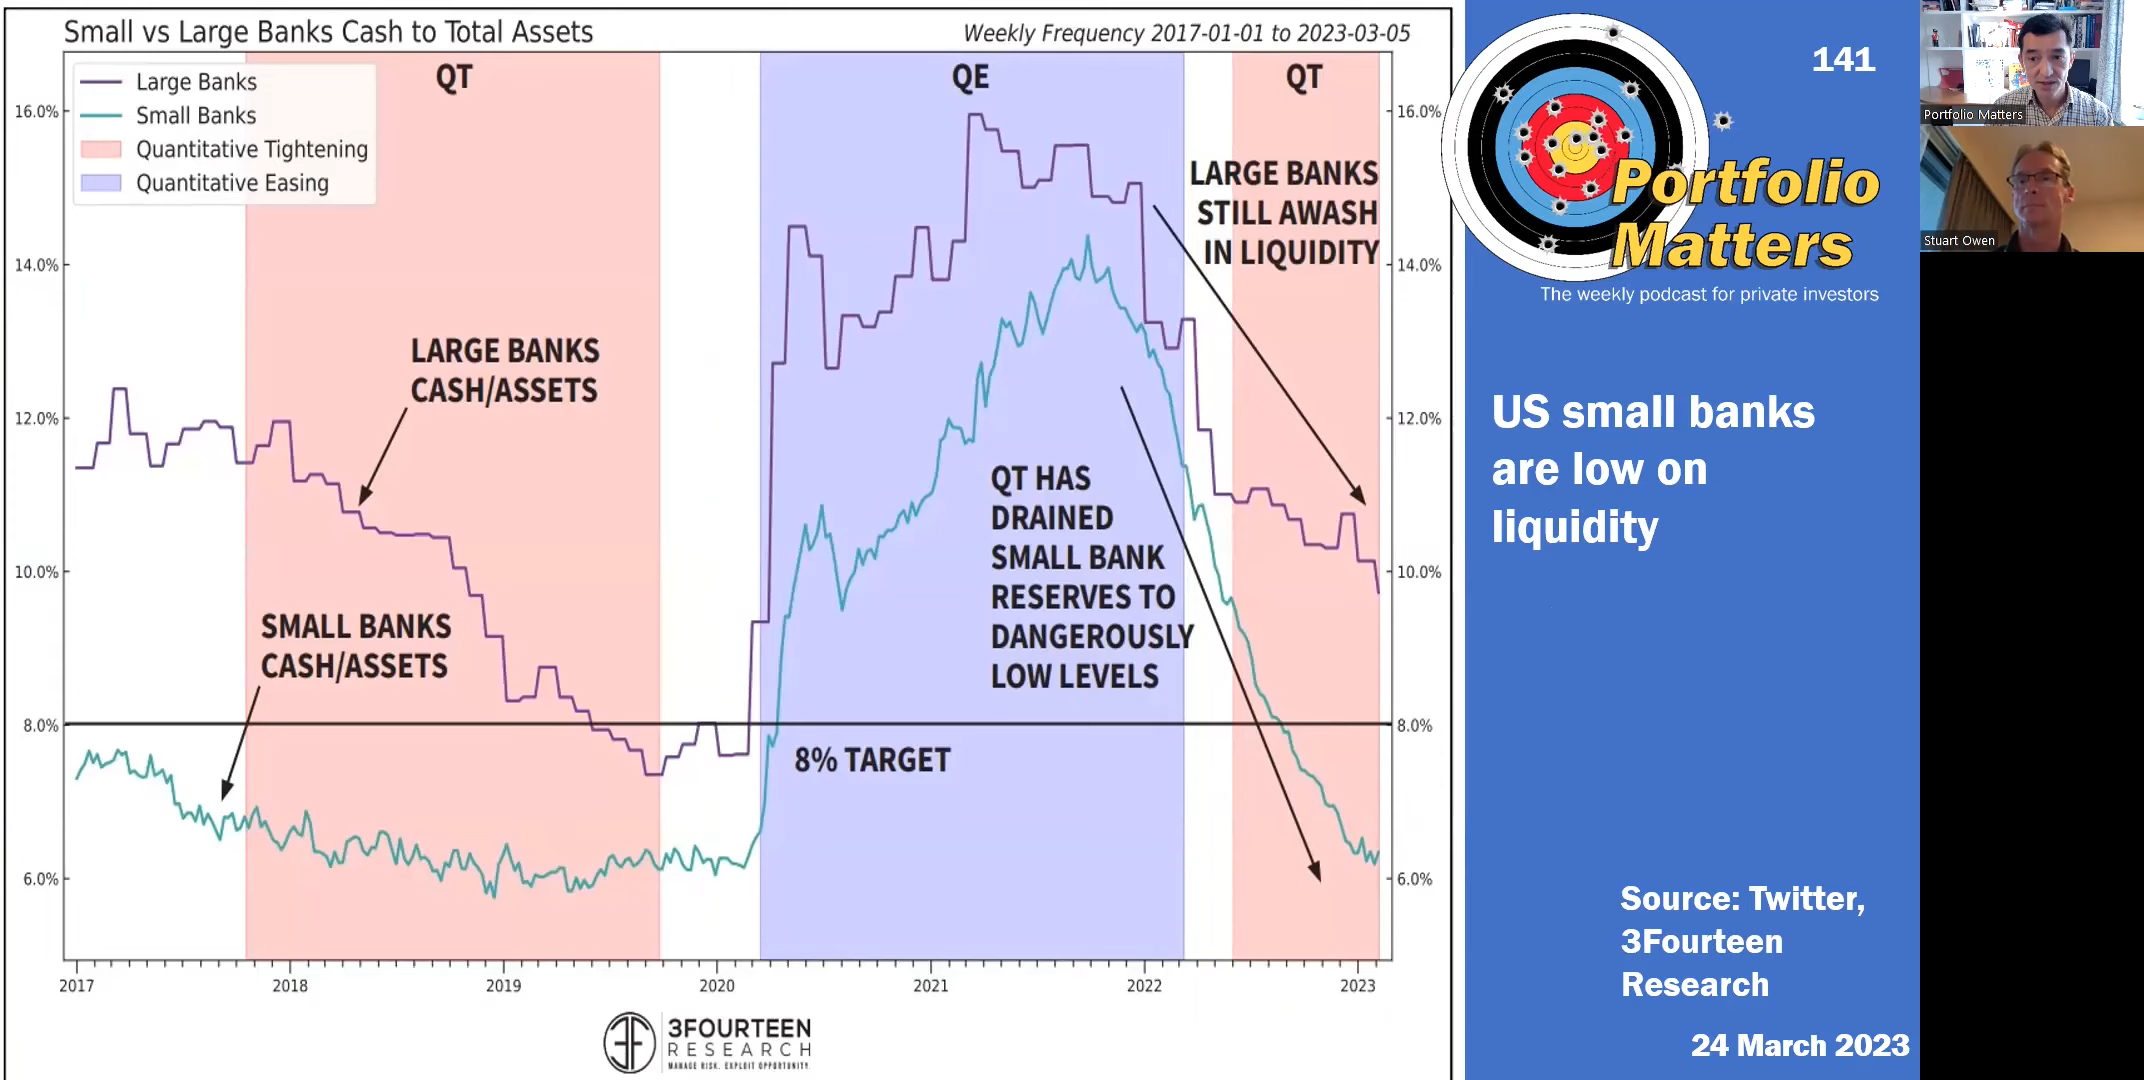 Small vs Large Banks Cash to Total Assets
Weekly Frequency 2017-01-01 to 2023-03-05
Large Banks
Small Banks
Quantitative Tightening
Quantitative Easing
QT
QE
QT
16.0%
14.0%
12.0%
10.0%
8.0%
6.0%
16.0%
14.0%
12.0%
10.0%
8.0%
6.0%
LARGE BANKS
CASH/ASSETS
SMALL BANKS
CASH/ASSETS
LARGE BANKS
STILL AWASH
IN LIQUIDITY
QT HAS
DRAINED
SMALL BANK
RESERVES TO
DANGEROUSLY
LOW LEVELS
8% TARGET
2017
2018
2019
2020
2021
2022
2023
3FOURTEEN
RESEARCH
MANAGE RISK. EXPLOIT OPPORTUNITY.
141
Portfolio
Matters
The weekly podcast for private investors
US small banks
are low on
liquidity
Source: Twitter,
3Fourteen
Research
24 March 2023
Portfolio Matters
Stuart Owen